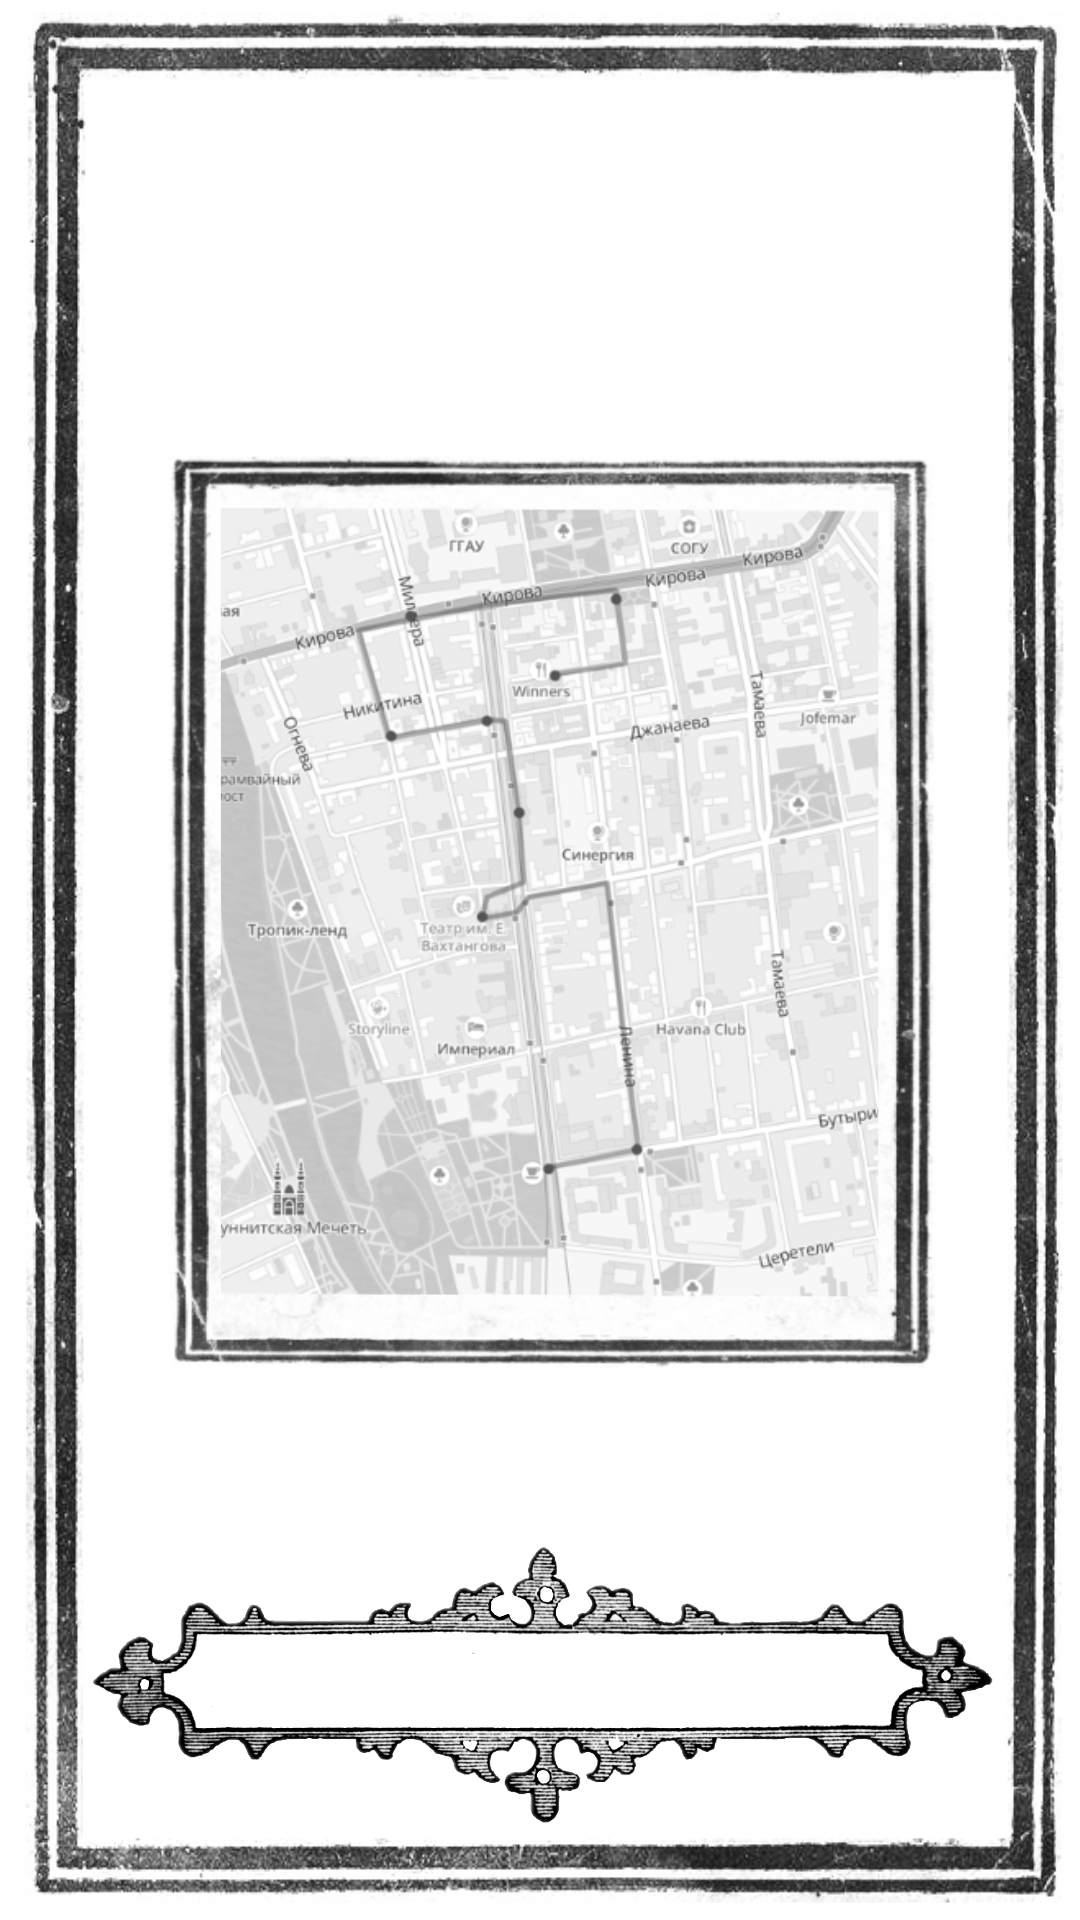 ГГАУ
СОГУ
Кирова
Кирова
Кирова
Кирова
Миллера
ая
Winners
Никитина
Огнева
Джанаева
Тамаева
Jofemar
рамвайный
ост
Синергия
Тропик-ленд
Театр им. Е.
Вахтангова
Тамаева
Storyline
Империал
Havana Club
Ленина
Бутыри
уннитская Мечеть
Церетели